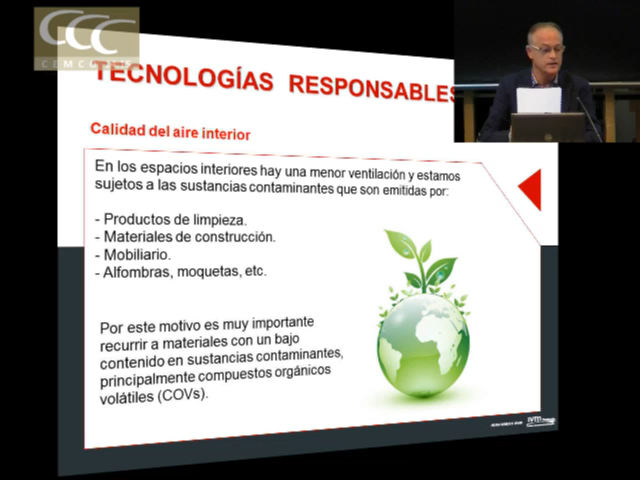 CCC
CEMCO
TECNOLOGÍAS RESPONSABLES
Calidad del aire interior
En los espacios interiores hay una menor ventilación y estamos
sujetos a las sustancias contaminantes que son emitidas por:
- Productos de limpieza.
- Materiales de construcción.
- Mobiliario.
- Alfombras, moquetas, etc.
Por este motivo es muy importante
recurrir a materiales con un bajo
contenido en sustancias contaminantes,
principalmente compuestos orgánicos
volátiles (COVs).